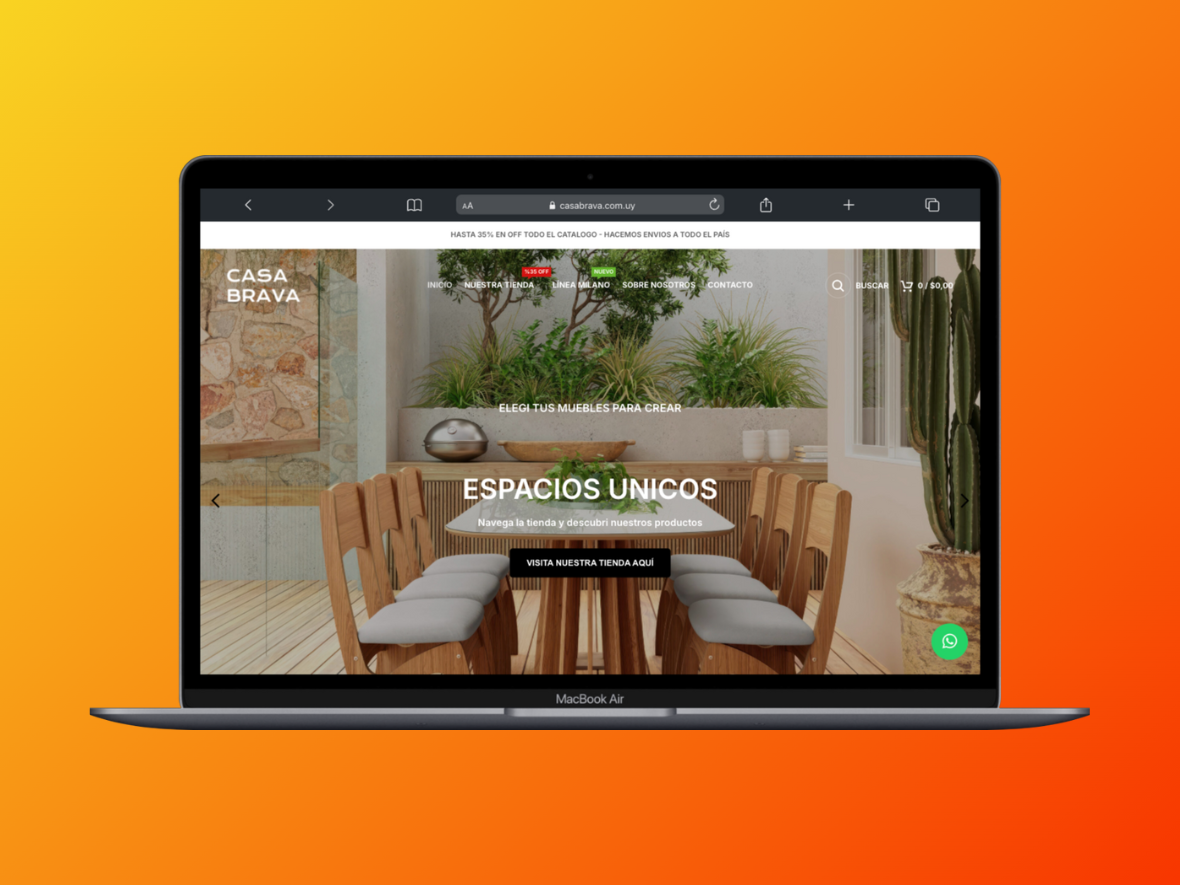 AA casabrava.com.uy
HASTA 35% EN OFF TODO EL CATALOGO - HACEMOS ENVIOS A TODO EL PAÍS
CASA
BRAVA
%35 OFF
NUEVO
INICIO NUESTRA TIENDA LÍNEA MILANO SOBRE NOSOTROS CONTACTO
BUSCAR 0 / $0,00
ELEGI TUS MUEBLES PARA CREAR
ESPACIOS UNICOS
Navega la tienda y descubrí nuestros productos
VISITA NUESTRA TIENDA AQUÍ
MacBook Air